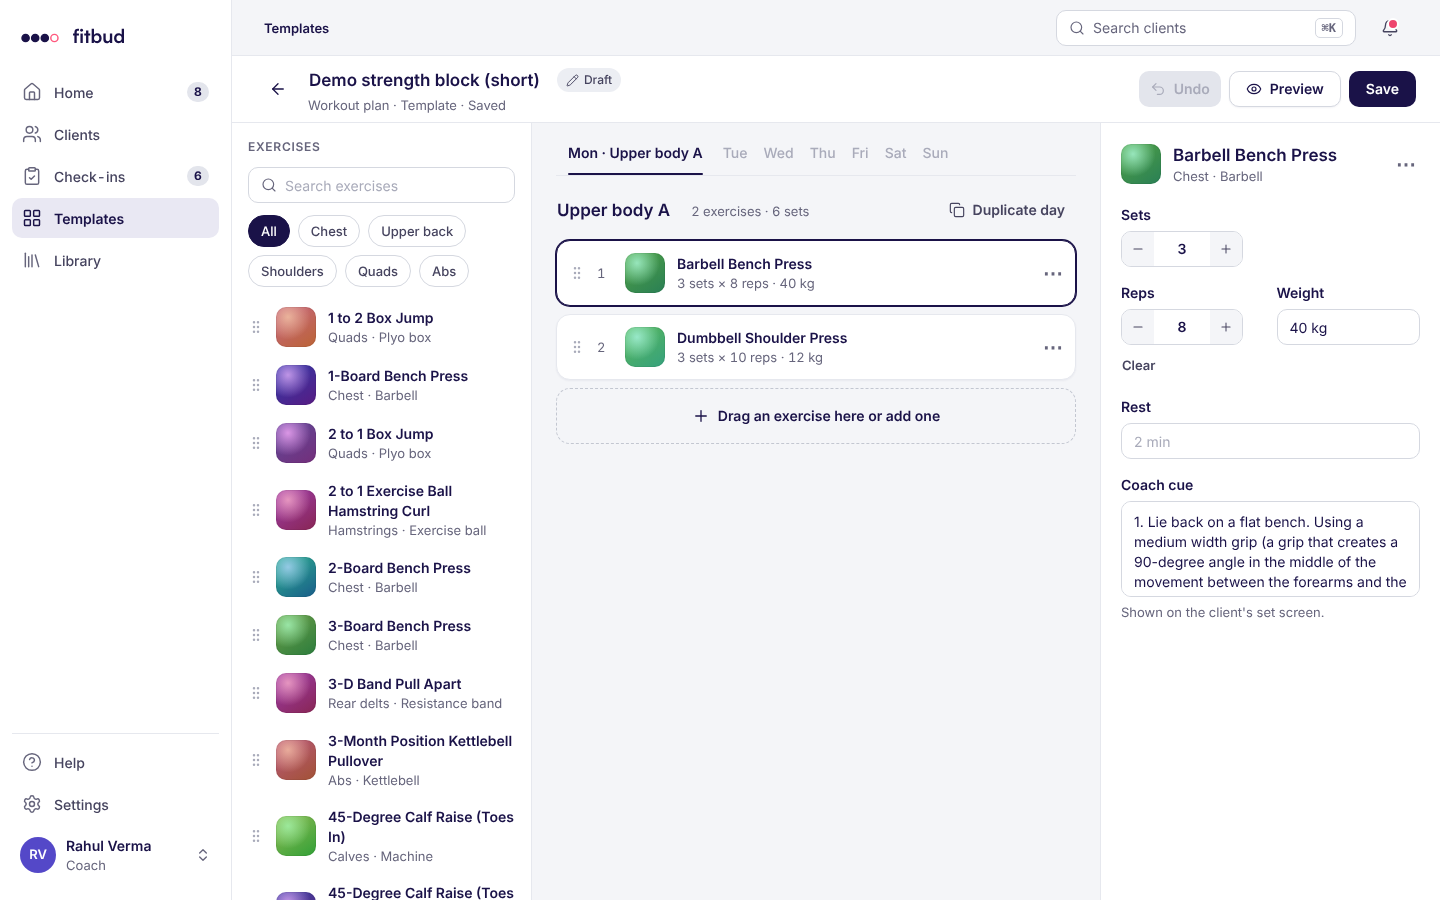 fitbud
Home 8
Clients
Check-ins 6
Templates
Library
Help
Settings
RV
Rahul Verma
Coach
Templates
Search clients ⌘K
Demo strength block (short)
Draft
Workout plan · Template · Saved
Undo
Preview
Save
EXERCISES
Search exercises
All
Chest
Upper back
Shoulders
Quads
Abs
1 to 2 Box Jump
Quads · Plyo box
1-Board Bench Press
Chest · Barbell
2 to 1 Box Jump
Quads · Plyo box
2 to 1 Exercise Ball
Hamstring Curl
Hamstrings · Exercise ball
2-Board Bench Press
Chest · Barbell
3-Board Bench Press
Chest · Barbell
3-D Band Pull Apart
Rear delts · Resistance band
3-Month Position Kettlebell
Pullover
Abs · Kettlebell
45-Degree Calf Raise (Toes
In)
Calves · Machine
45-Degree Calf Raise (Toes
Mon · Upper body A
Tue
Wed
Thu
Fri
Sat
Sun
Upper body A
2 exercises · 6 sets
Duplicate day
1
Barbell Bench Press
3 sets × 8 reps · 40 kg
2
Dumbbell Shoulder Press
3 sets × 10 reps · 12 kg
Drag an exercise here or add one
Barbell Bench Press
Chest · Barbell
Sets
3
Reps
8
Weight
40 kg
Clear
Rest
2 min
Coach cue
1. Lie back on a flat bench. Using a
medium width grip (a grip that creates a
90-degree angle in the middle of the
movement between the forearms and the
Shown on the client's set screen.